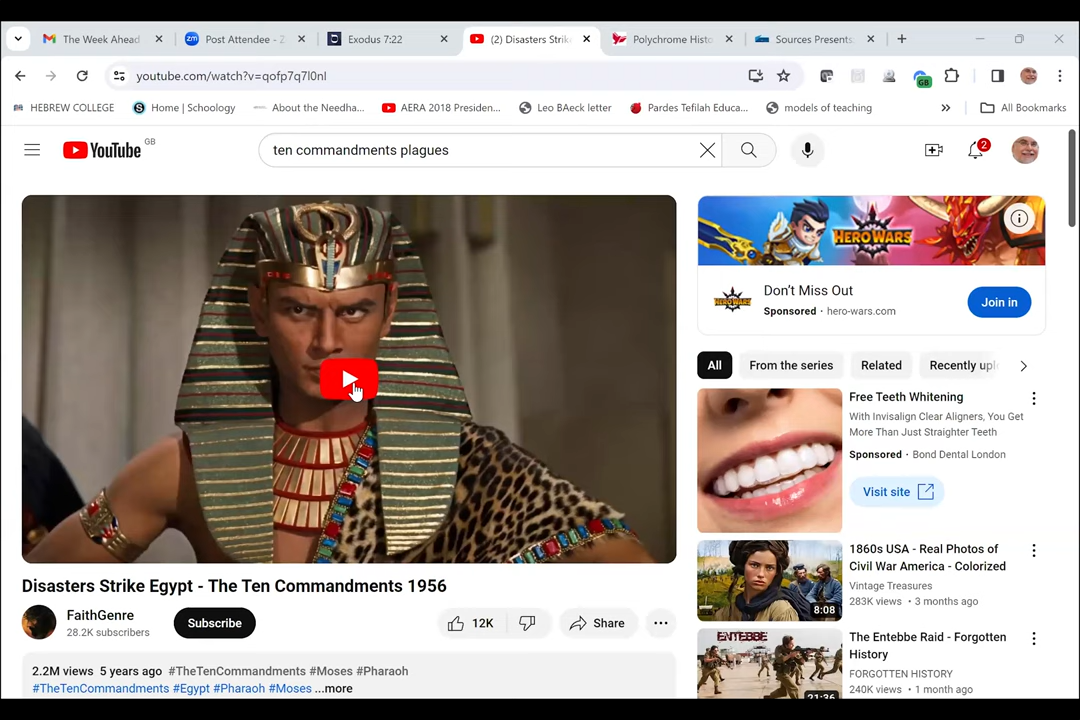 The Week Ahead
Post Attendee - Z
Exodus 7:22
(2) Disasters Strik
Polychrome Histo
Sources Presents:
youtube.com/watch?v=qofp7q7l0nI
GB
HEBREW COLLEGE
Home | Schoology
About the Needha...
AERA 2018 Presiden...
Leo BAeck letter
Pardes Tefilah Educa...
models of teaching
All Bookmarks
YouTube GB
ten commandments plagues
2
HERO WARS
Don't Miss Out
Sponsored · hero-wars.com
Join in
All
From the series
Related
Recently upl
Free Teeth Whitening
With Invisalign Clear Aligners, You Get
More Than Just Straighter Teeth
Sponsored · Bond Dental London
Visit site
1860s USA - Real Photos of
Civil War America - Colorized
Vintage Treasures
283K views • 3 months ago
8:08
Disasters Strike Egypt - The Ten Commandments 1956
FaithGenre
28.2K subscribers
Subscribe
12K
Share
ENTEBBE
The Entebbe Raid - Forgotten
History
FORGOTTEN HISTORY
240K views • 1 month ago
21:36
2.2M views 5 years ago #TheTenCommandments #Moses #Pharaoh
#TheTenCommandments #Egypt #Pharaoh #Moses ...more